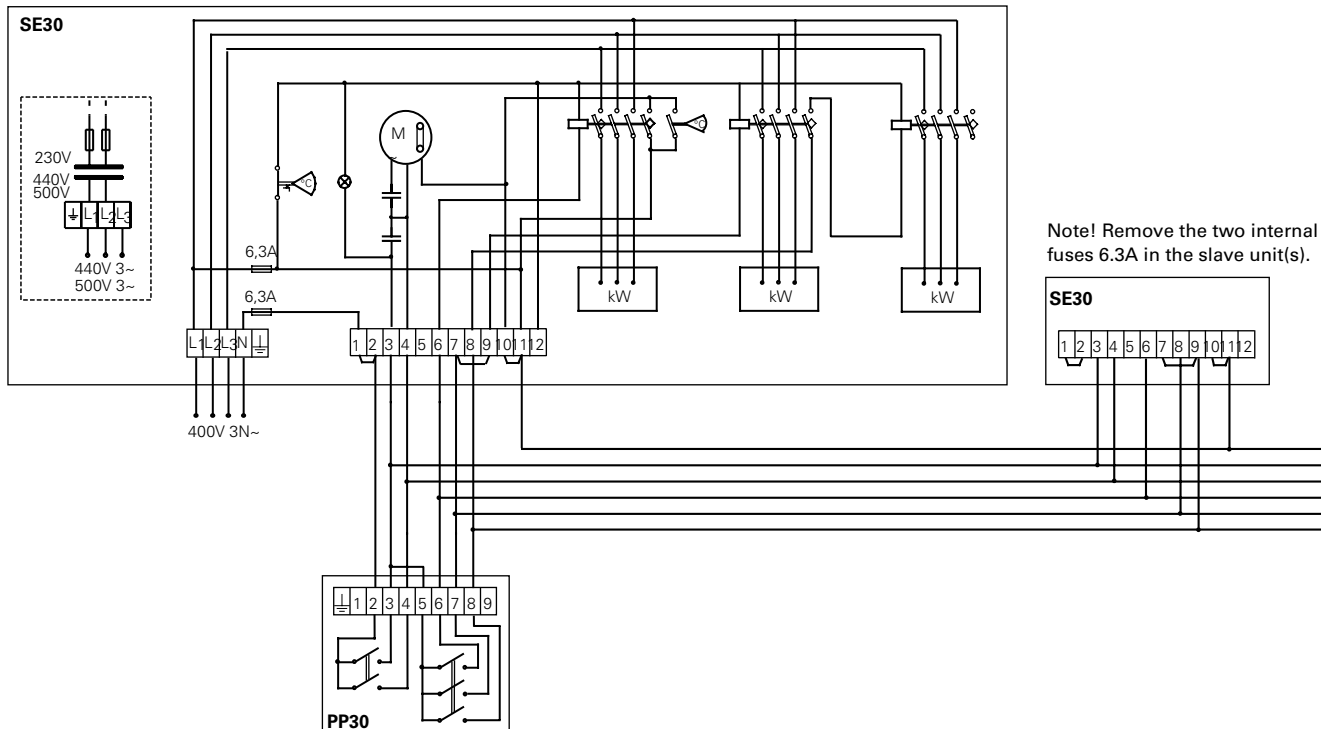 SE30
M
~
°C
°C
230V
440V
500V
L1 L2 L3
440V 3~
500V 3~
6,3A
6,3A
kW
kW
kW
L1 L2 L3 N
1 2 3 4 5 6 7 8 9 10 11 12
400V 3N~
Note! Remove the two internal
fuses 6.3A in the slave unit(s).
SE30
1 2 3 4 5 6 7 8 9 10 11 12
1 2 3 4 5 6 7 8 9
PP30